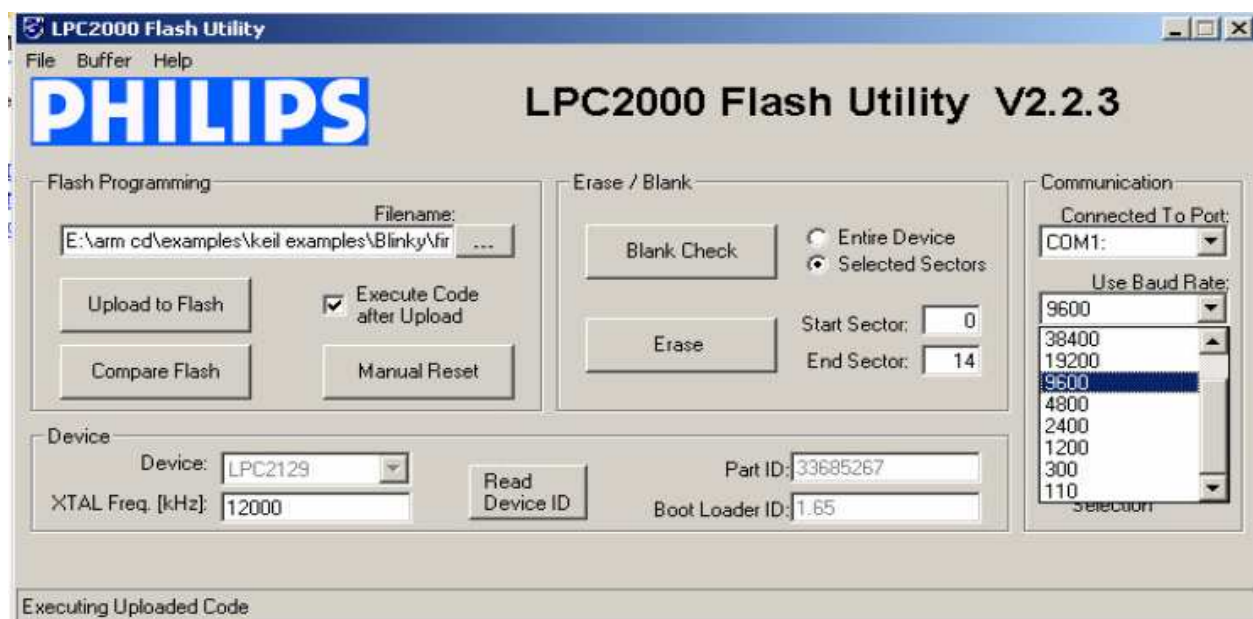 LPC2000 Flash Utility
File Buffer Help
PHILIPS
LPC2000 Flash Utility V2.2.3
Flash Programming
Filename:
E:\arm cd\examples\keil examples\Blinky\fir
...
Upload to Flash
Execute Code
after Upload
Compare Flash
Manual Reset
Erase / Blank
Blank Check
Entire Device
Selected Sectors
Erase
Start Sector: 0
End Sector: 14
Communication
Connected To Port:
COM1:
Use Baud Rate:
9600
38400
19200
9600
4800
2400
1200
300
110
Selection
Device
Device: LPC2129
XTAL Freq. [kHz]: 12000
Read
Device ID
Part ID: 33685267
Boot Loader ID: 1.65
Executing Uploaded Code